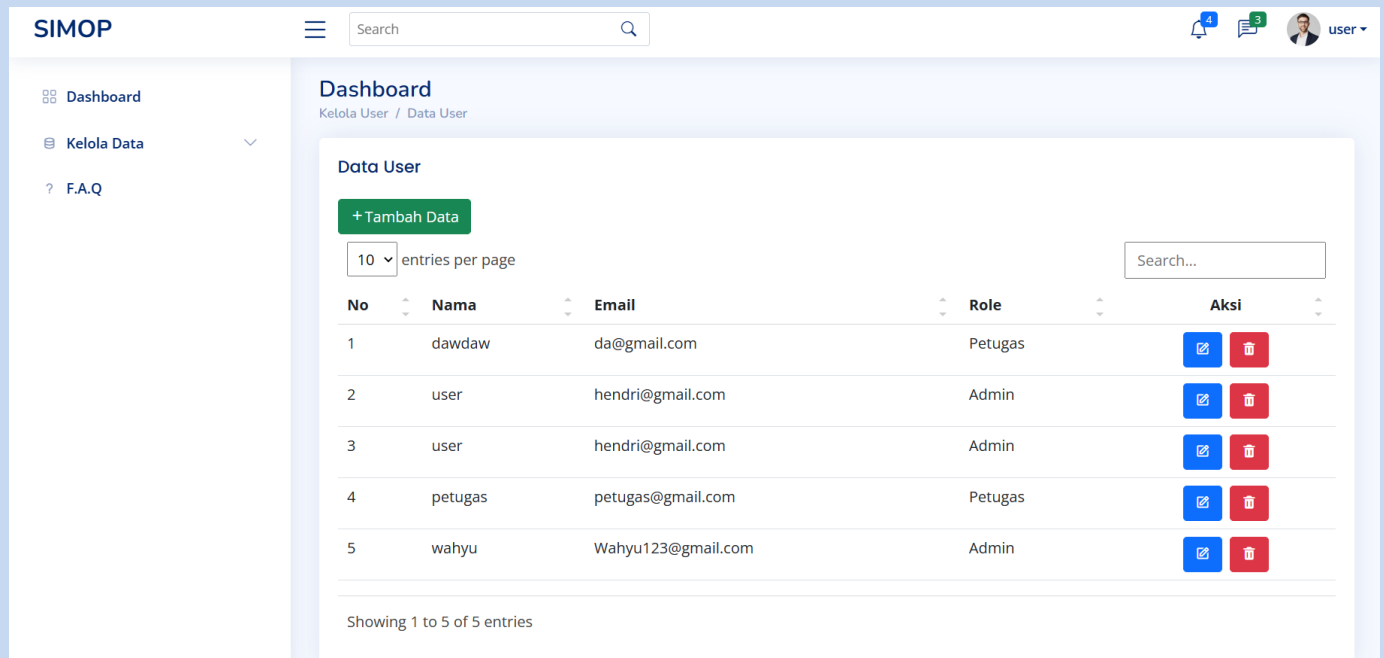 SIMOP
Search
4
3
user
Dashboard
Kelola Data
? F.A.Q
Dashboard
Kelola User / Data User
Data User
+Tambah Data
10 entries per page
Search...
No Nama Email Role Aksi
1 dawdaw da@gmail.com Petugas
2 user hendri@gmail.com Admin
3 user hendri@gmail.com Admin
4 petugas petugas@gmail.com Petugas
5 wahyu Wahyu123@gmail.com Admin
Showing 1 to 5 of 5 entries